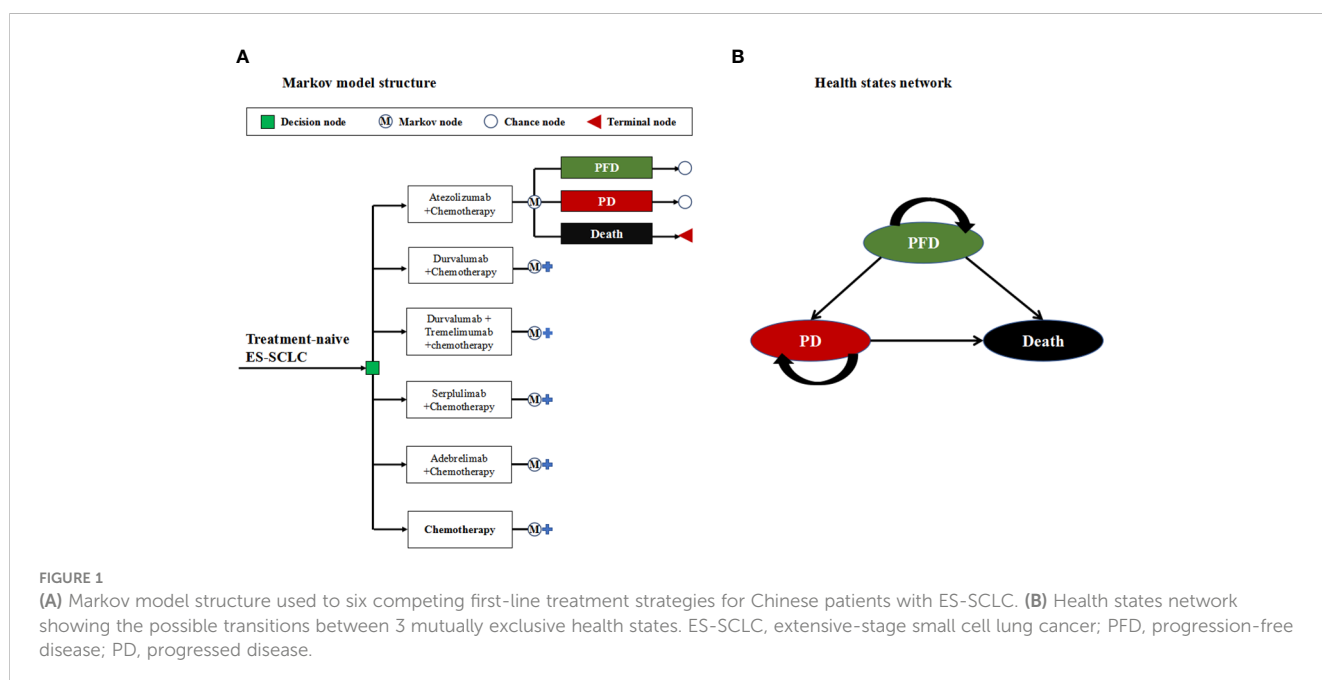 A
B
Markov model structure
Health states network
Decision node
M Markov node
Chance node
Terminal node
PFD
Atezolizumab
+Chemotherapy
M
PD
Death
Durvalumab
+Chemotherapy
M
Durvalumab +
Tremelimumab
+chemotherapy
M
Treatment-naive
ES-SCLC
Serplulimab
+Chemotherapy
M
Adebrelimab
+Chemotherapy
M
Chemotherapy
M
PFD
PD
Death
FIGURE 1
(A) Markov model structure used to six competing first-line treatment strategies for Chinese patients with ES-SCLC. (B) Health states network
showing the possible transitions between 3 mutually exclusive health states. ES-SCLC, extensive-stage small cell lung cancer; PFD, progression-free
disease; PD, progressed disease.